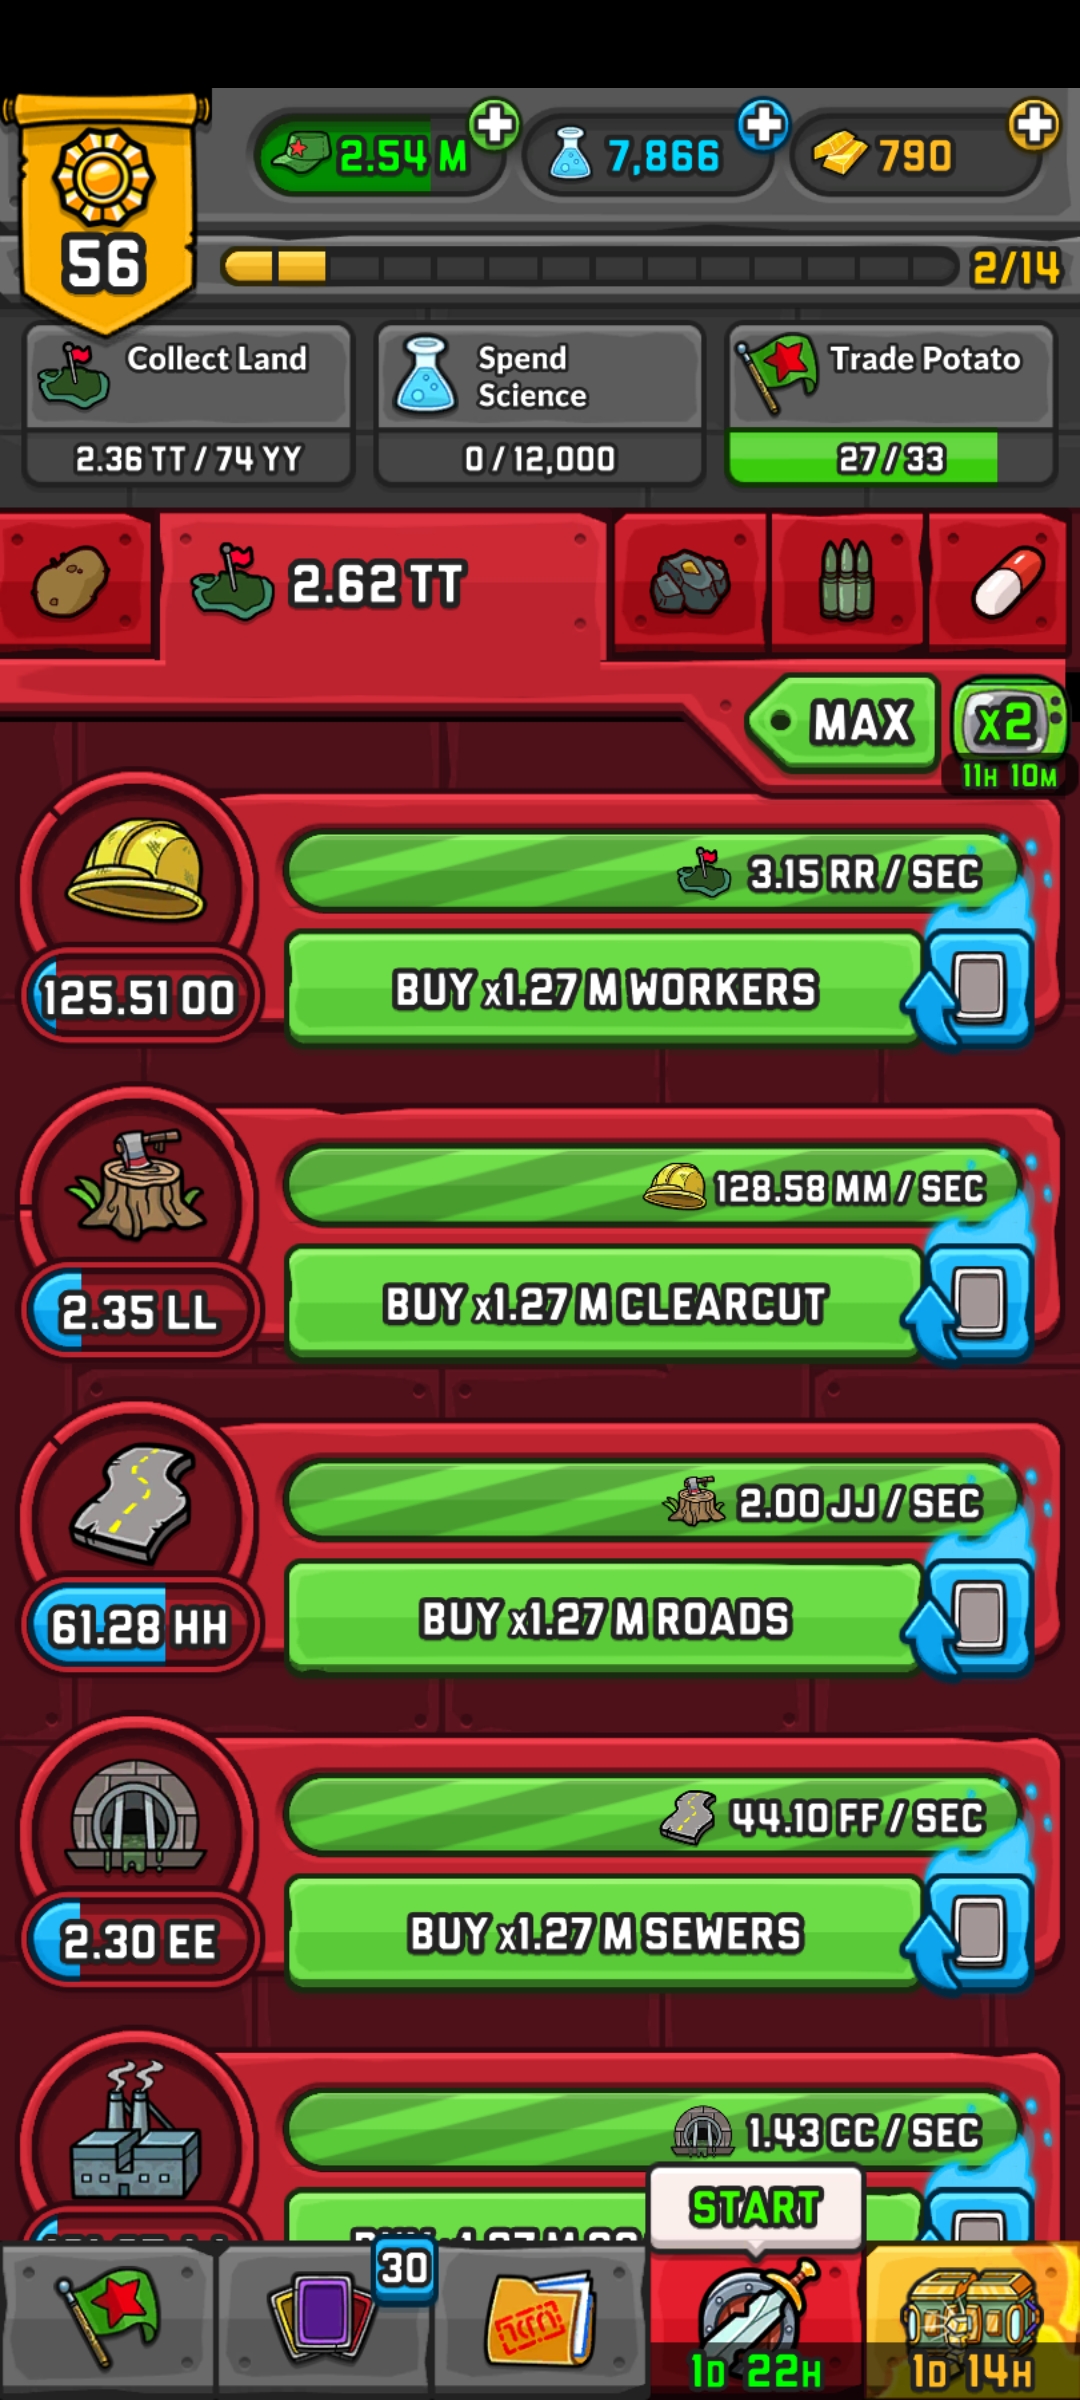 2.54 M
7,866
790
56
2/14
Collect Land
Spend
Science
Trade Potato
2.36 TT / 74 YY
0 / 12,000
27 / 33
2.62 TT
MAX
x2
11H 10M
3.15 RR / SEC
125.51 OO
BUY x1.27 M WORKERS
128.58 MM / SEC
2.35 LL
BUY x1.27 M CLEARCUT
2.00 JJ / SEC
61.28 HH
BUY x1.27 M ROADS
44.10 FF / SEC
2.30 EE
BUY x1.27 M SEWERS
1.43 CC / SEC
START
30
1D 22H
1D 14H